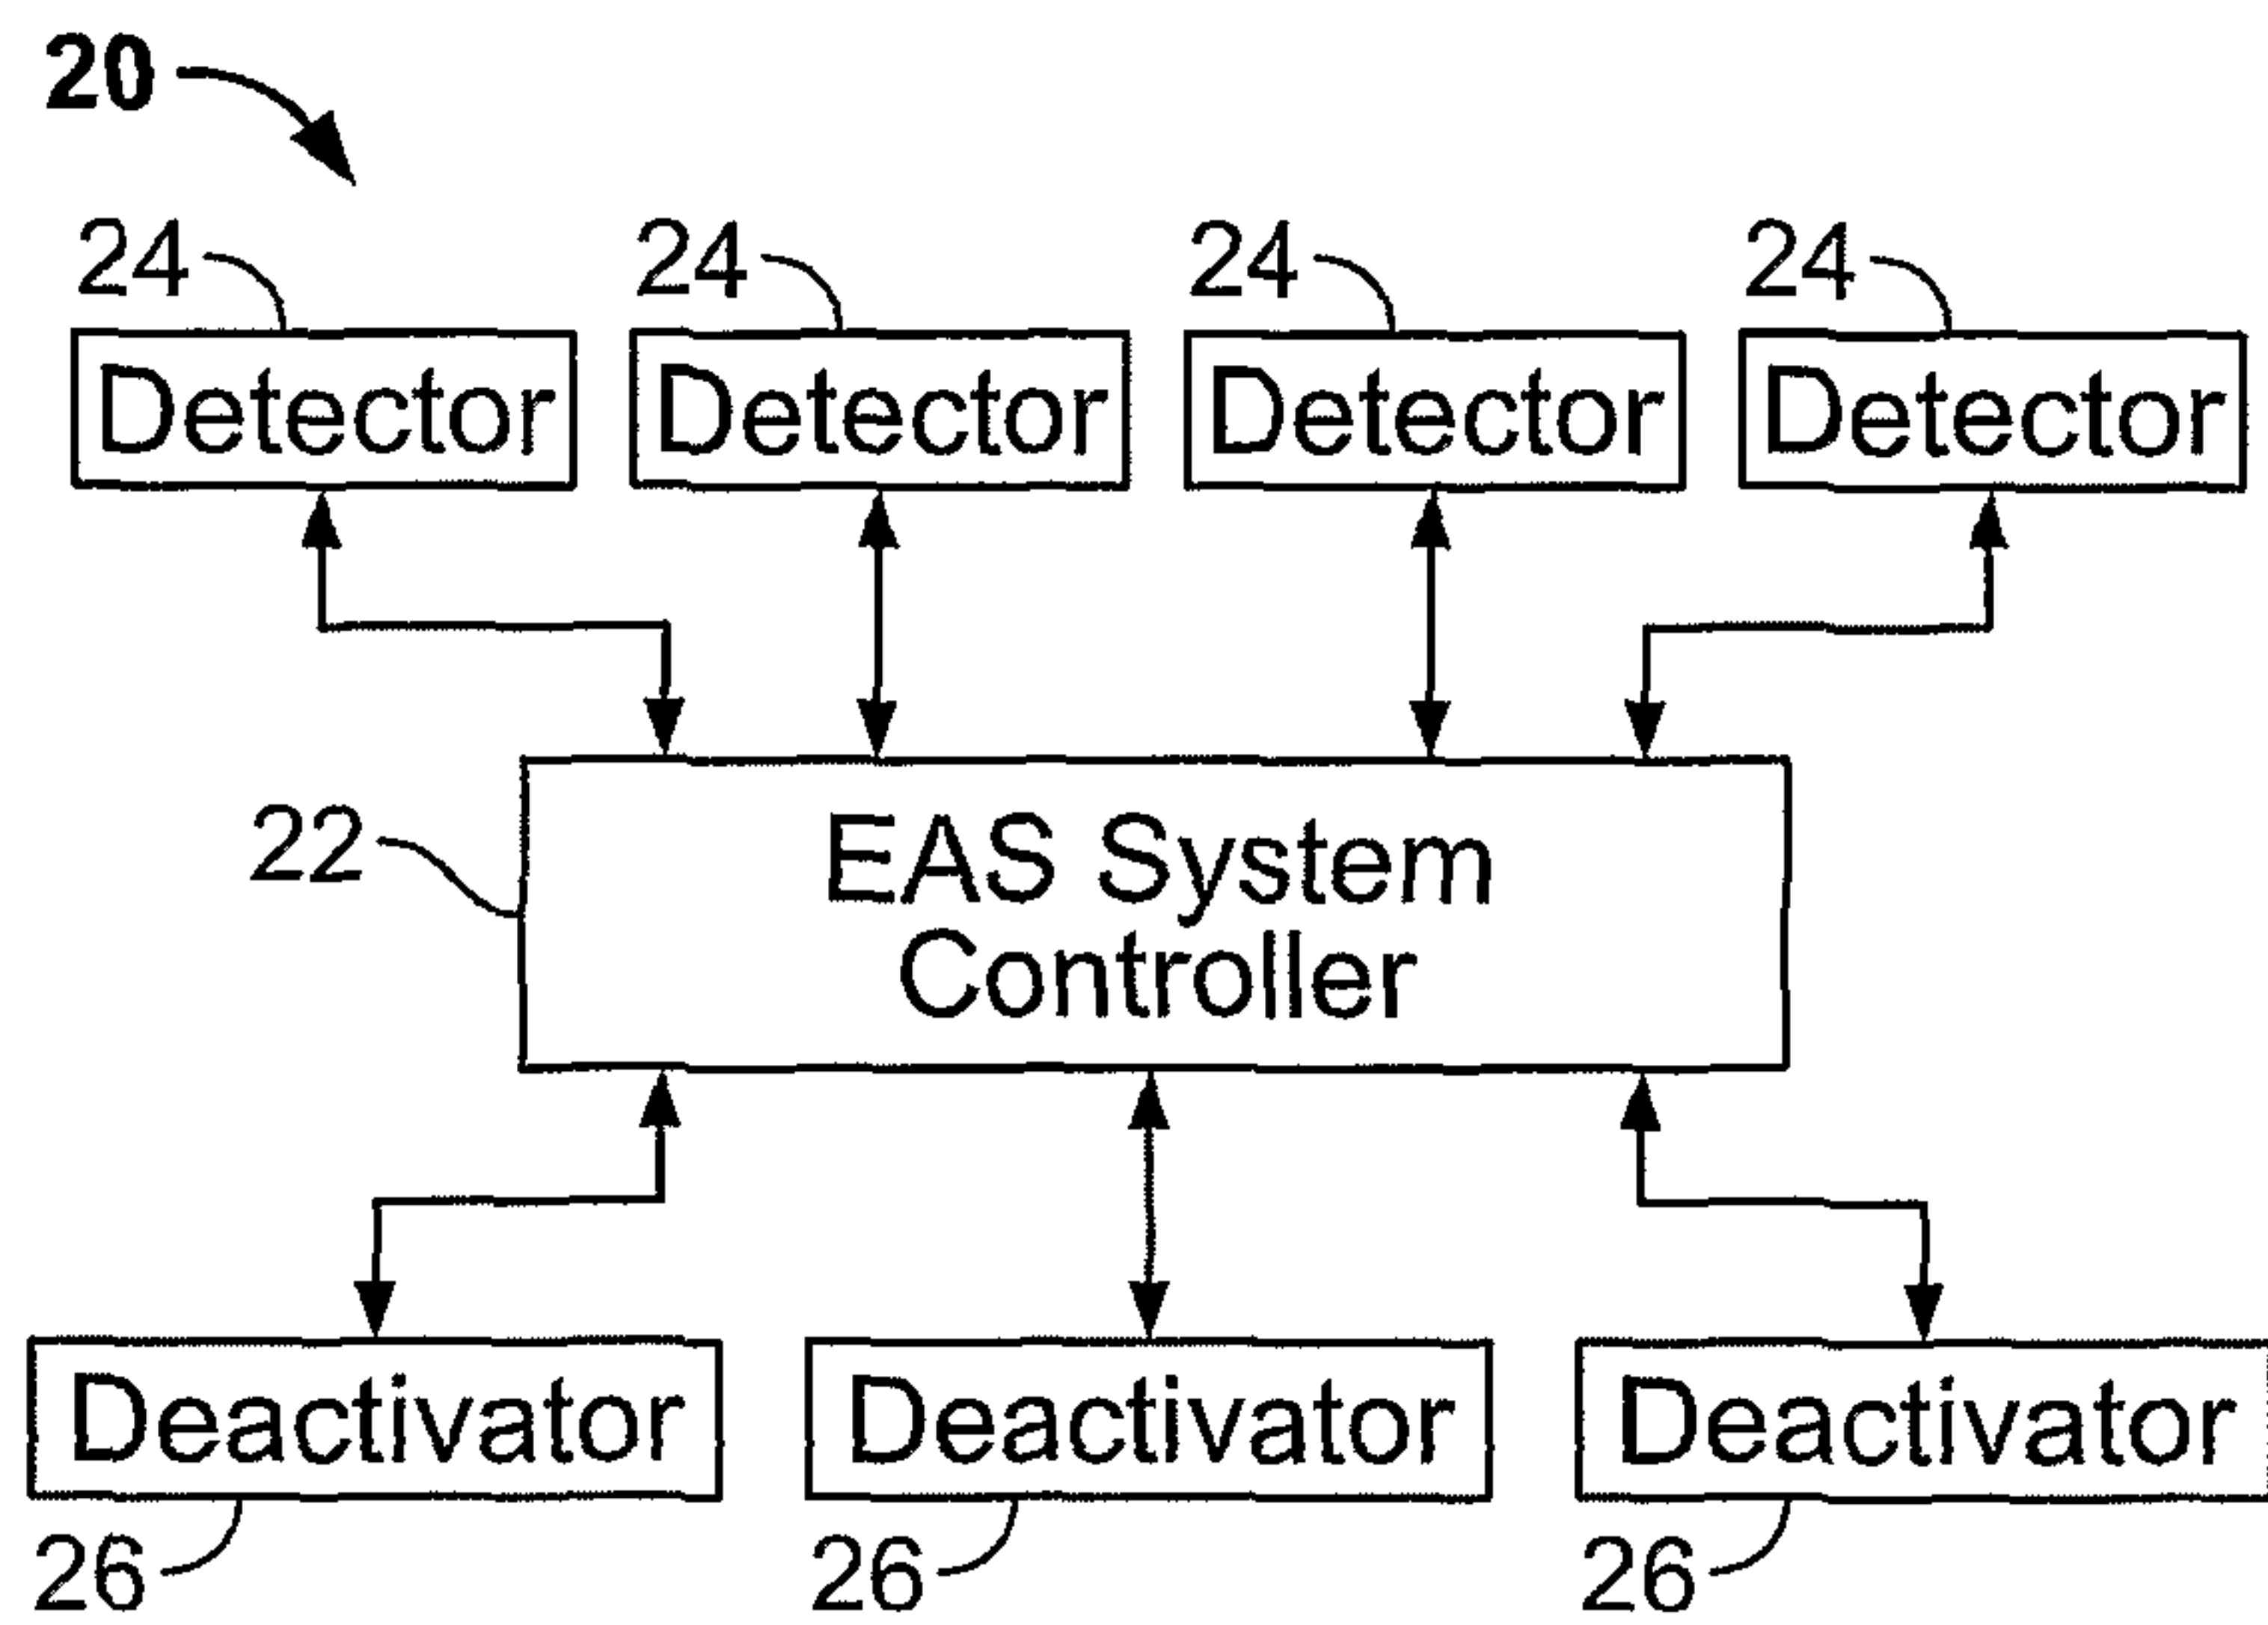 20
24 24 24 24
Detector Detector Detector Detector
22
EAS System
Controller
Deactivator Deactivator Deactivator
26 26 26